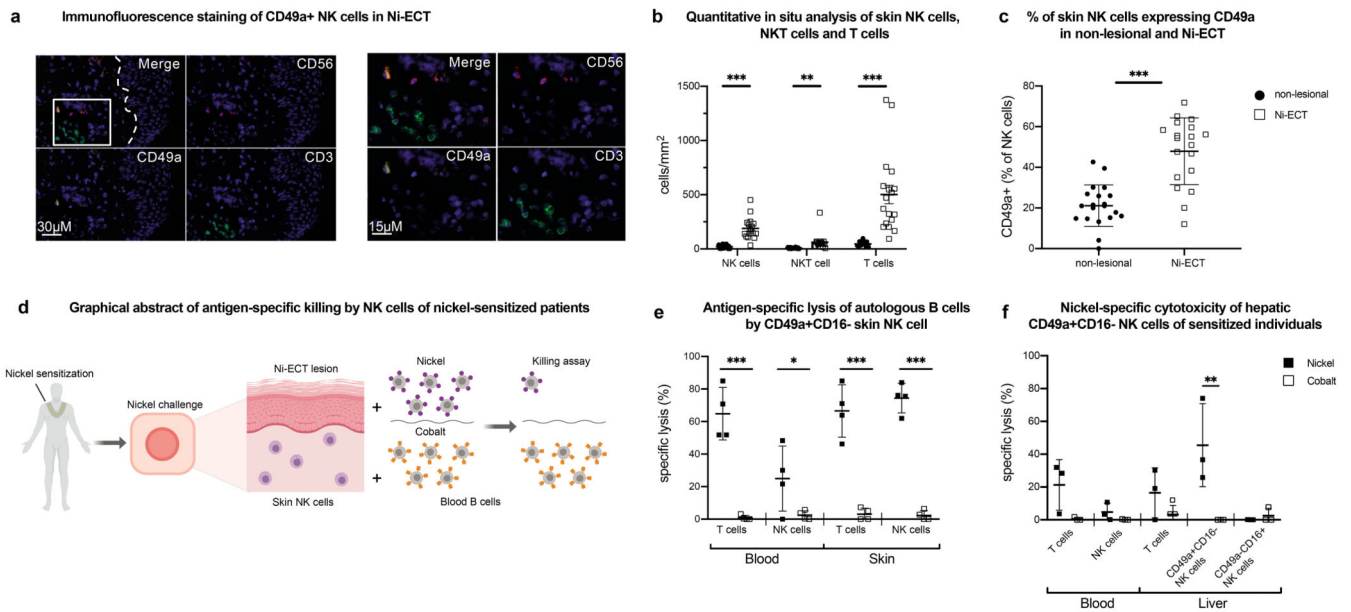 a
Immunofluorescence staining of CD49a+ NK cells in Ni-ECT
Merge
CD56
CD49a
CD3
30µM
Merge
CD56
CD49a
CD3
15µM
b
Quantitative in situ analysis of skin NK cells,
NKT cells and T cells
***
**
***
1500
1000
500
0
cells/mm²
NK cells
NKT cell
T cells
c
% of skin NK cells expressing CD49a
in non-lesional and Ni-ECT
***
80
60
40
20
0
CD49a+ (% of NK cells)
non-lesional
Ni-ECT
non-lesional
Ni-ECT
d
Graphical abstract of antigen-specific killing by NK cells of nickel-sensitized patients
Nickel sensitization
Nickel challenge
Ni-ECT lesion
Skin NK cells
+
+
Nickel
Cobalt
Blood B cells
Killing assay
e
Antigen-specific lysis of autologous B cells
by CD49a+CD16- skin NK cell
***
*
***
***
100
80
60
40
20
0
specific lysis (%)
T cells
NK cells
T cells
NK cells
Blood
Skin
f
Nickel-specific cytotoxicity of hepatic
CD49a+CD16- NK cells of sensitized individuals
**
100
80
60
40
20
0
specific lysis (%)
T cells
NK cells
T cells
CD49a+CD16-
NK cells
CD49a-CD16+
NK cells
Blood
Liver
Nickel
Cobalt